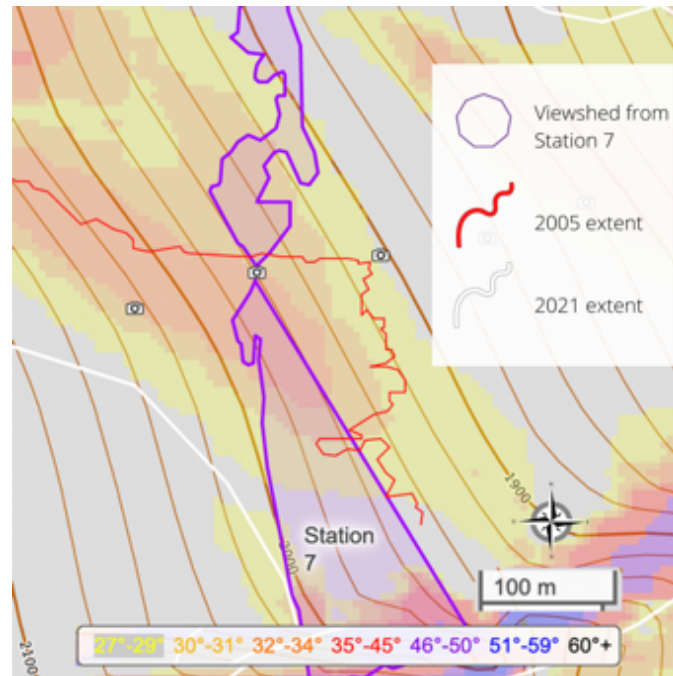 Viewshed from
Station 7
2005 extent
2021 extent
1900
Station
7
2000
100 m
2100
27°-29° 30°-31° 32°-34° 35°-45° 46°-50° 51°-59° 60°+